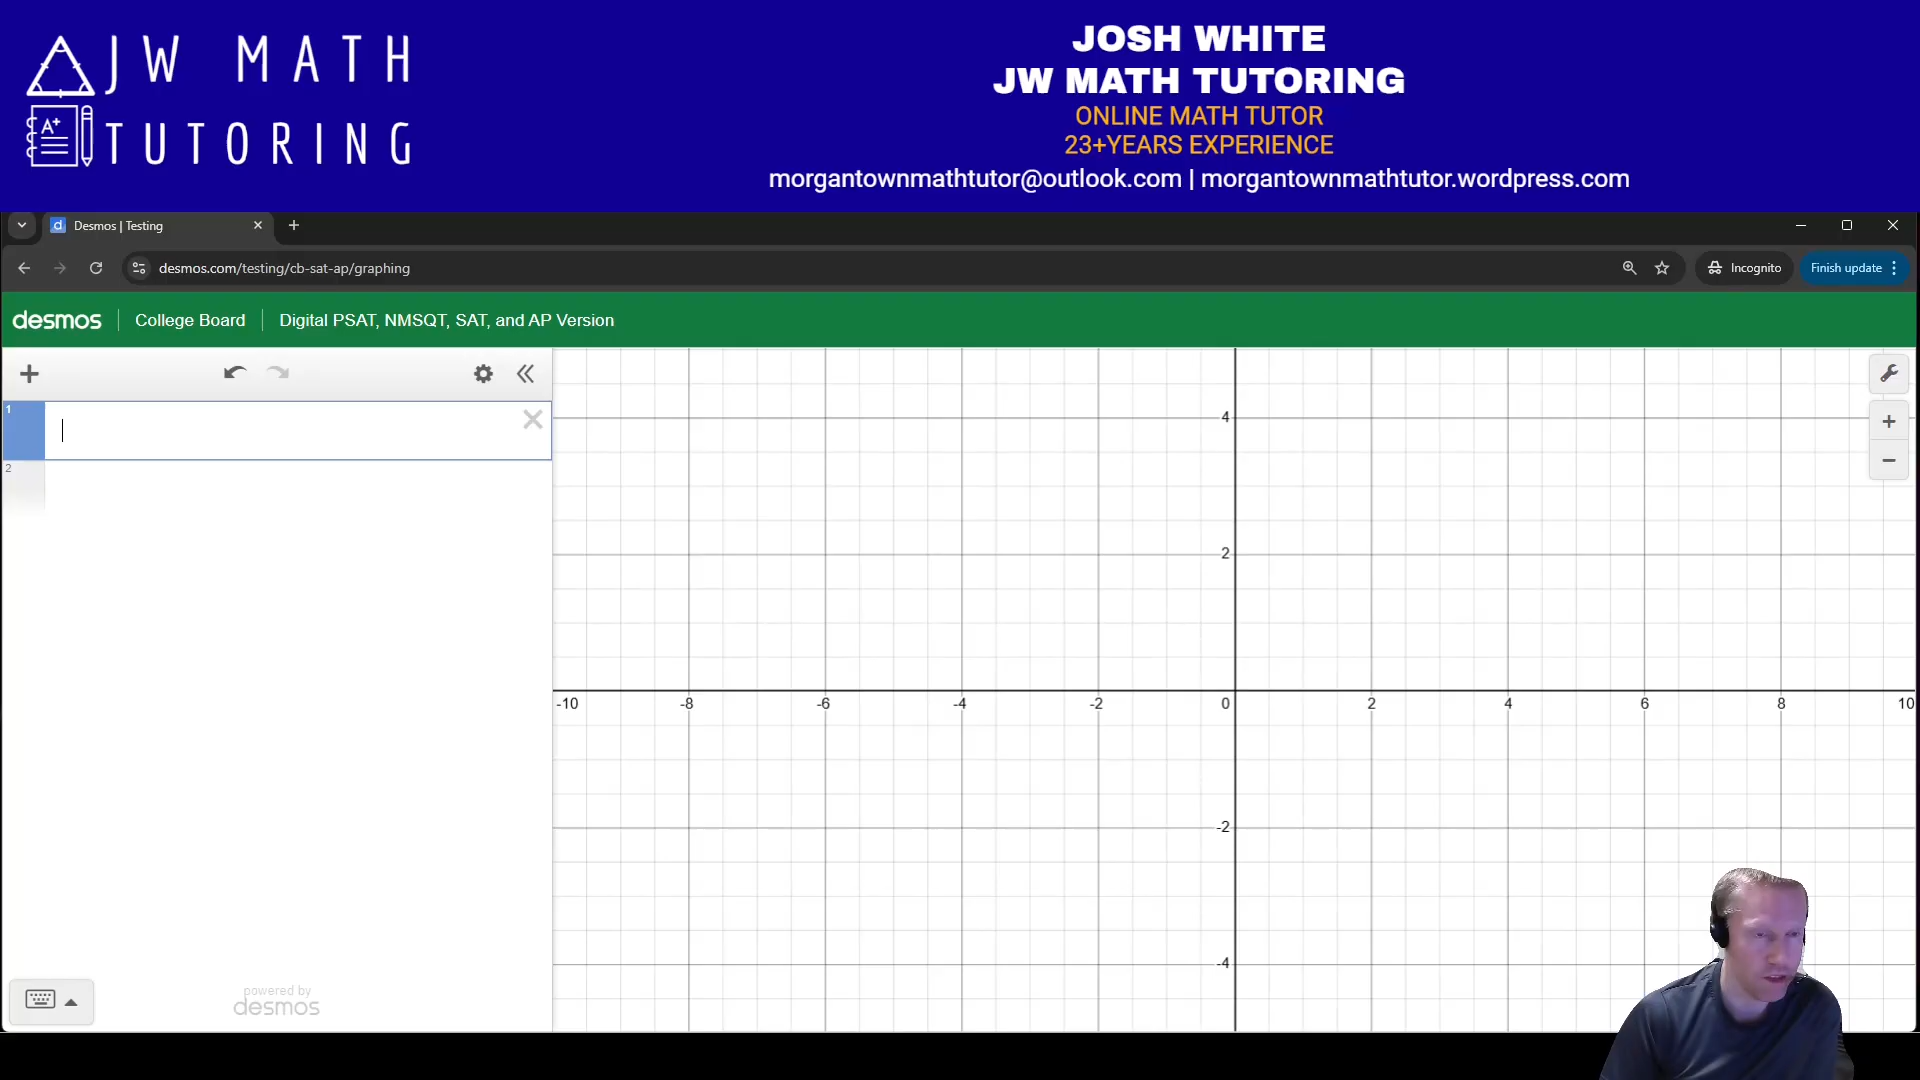 JW MATH
A+
TUTORING
JOSH WHITE
JW MATH TUTORING
ONLINE MATH TUTOR
23+YEARS EXPERIENCE
morgantownmathtutor@outlook.com | morgantownmathtutor.wordpress.com
d Desmos | Testing
desmos.com/testing/cb-sat-ap/graphing
Incognito
Finish update
desmos
College Board
Digital PSAT, NMSQT, SAT, and AP Version
1
2
powered by
desmos
4
2
-10 -8 -6 -4 -2 0 2 4 6 8 10
-2
-4